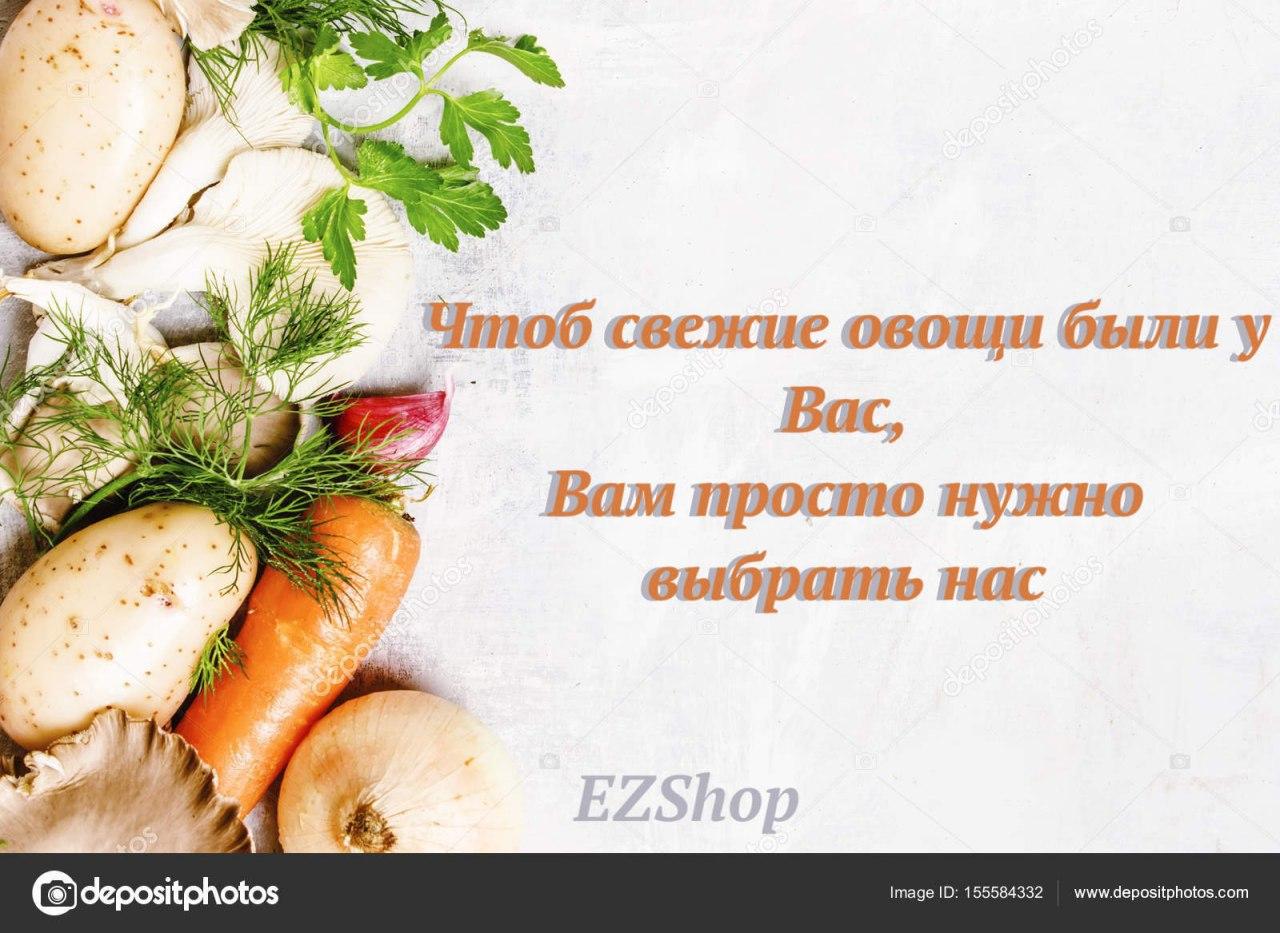 Чтоб свежие овощи были у
Вас,
Вам просто нужно
выбрать нас
EZShop
depositphotos
Image ID: 155584332
www.depositphotos.com